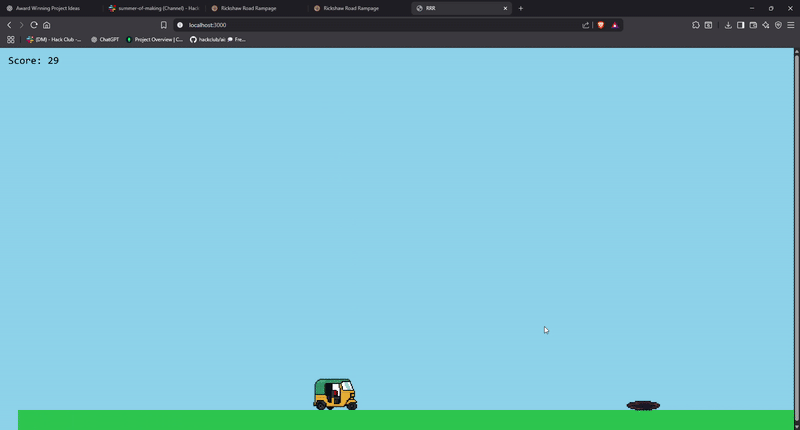 Award Winning Project Ideas
summer-of-making (Channel) - Hack
Rickshaw Road Rampage
Rickshaw Road Rampage
RRR
localhost:3000
(DM) - Hack Club -...
ChatGPT
Project Overview | C...
hackclub/ai: Fre...
Score: 29